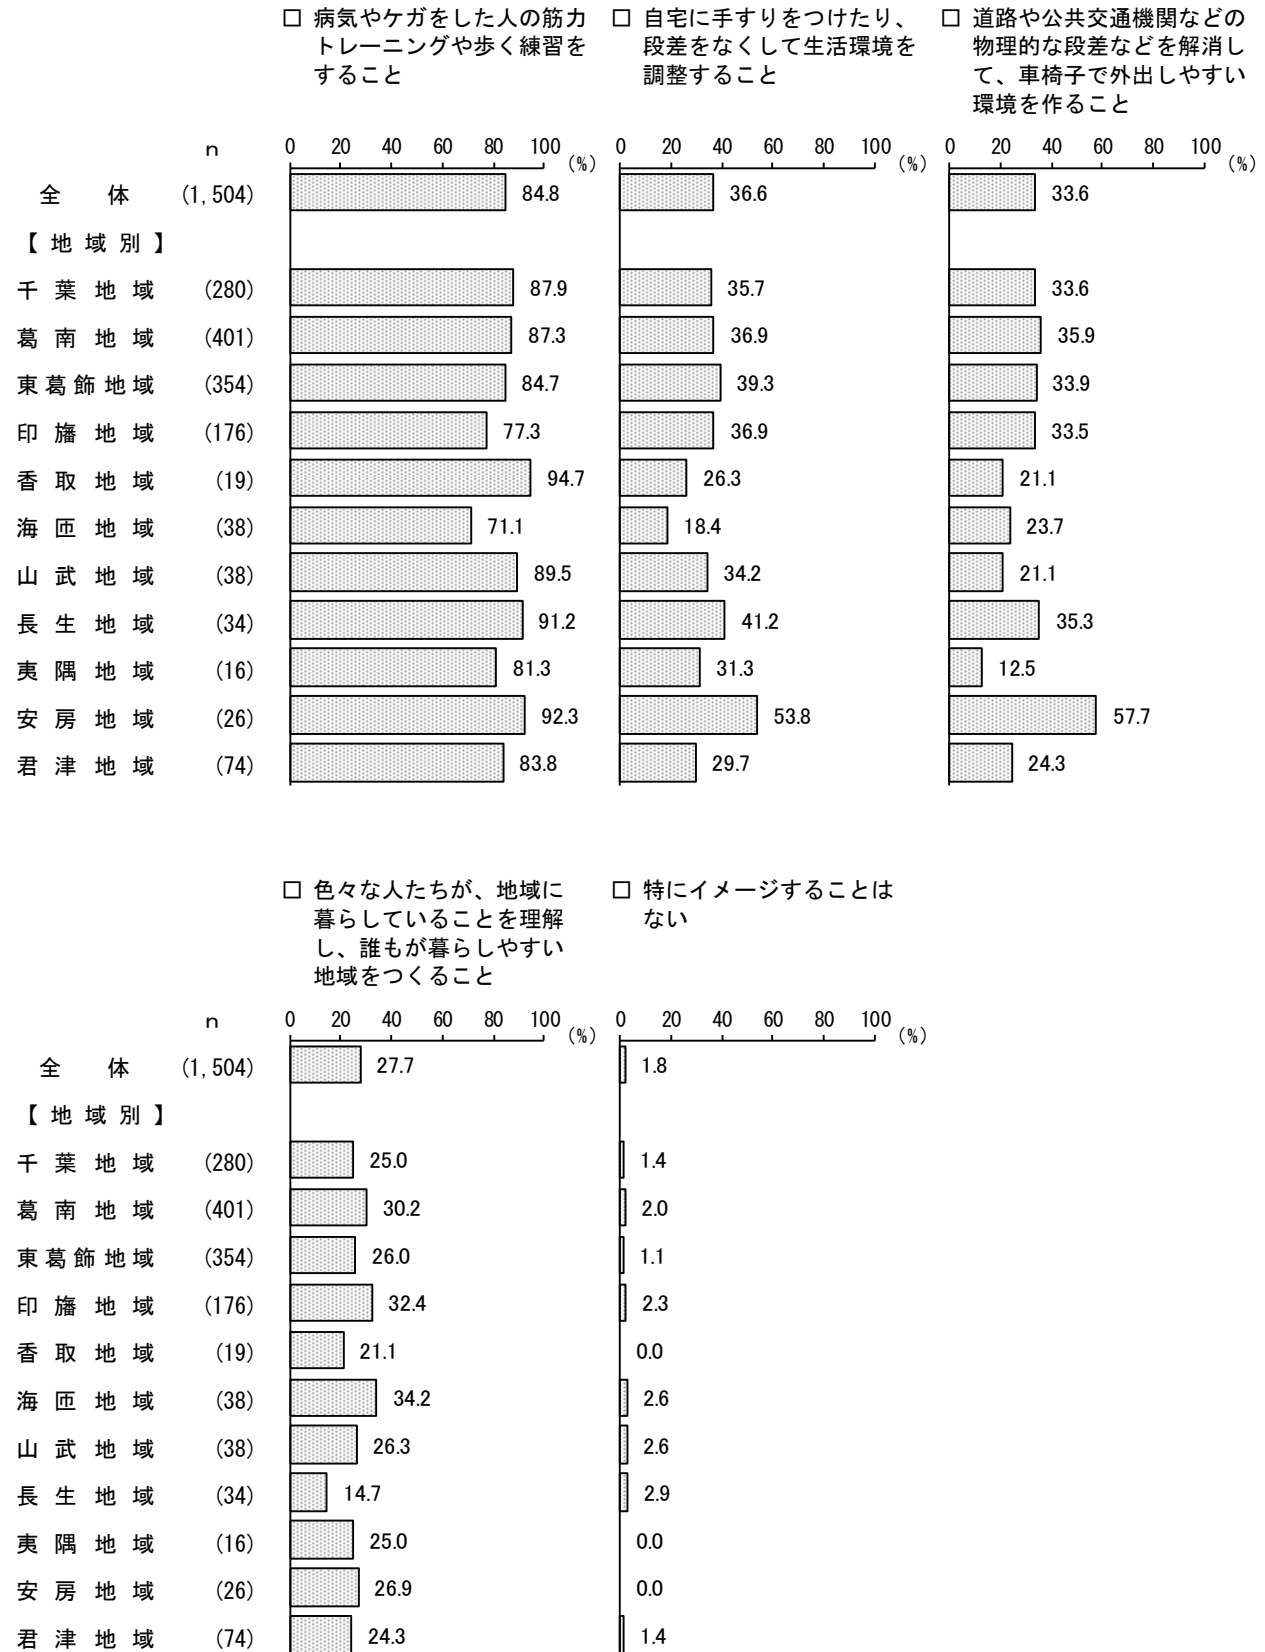 □ 病気やケガをした人の筋力
トレーニングや歩く練習を
すること
□ 自宅に手すりをつけたり、
段差をなくして生活環境を
調整すること
□ 道路や公共交通機関などの
物理的な段差などを解消し
て、車椅子で外出しやすい
環境を作ること
n 0 20 40 60 80 100 (%) 0 20 40 60 80 100 (%) 0 20 40 60 80 100 (%)
全体 (1,504) 84.8 36.6 33.6
【地域別】
千葉地域 (280) 87.9 35.7 33.6
葛南地域 (401) 87.3 36.9 35.9
東葛飾地域 (354) 84.7 39.3 33.9
印旛地域 (176) 77.3 36.9 33.5
香取地域 (19) 94.7 26.3 21.1
海匝地域 (38) 71.1 18.4 23.7
山武地域 (38) 89.5 34.2 21.1
長生地域 (34) 91.2 41.2 35.3
夷隅地域 (16) 81.3 31.3 12.5
安房地域 (26) 92.3 53.8 57.7
君津地域 (74) 83.8 29.7 24.3
□ 色々な人たちが、地域に
暮らしていることを理解
し、誰もが暮らしやすい
地域をつくること
□ 特にイメージすることは
ない
n 0 20 40 60 80 100 (%) 0 20 40 60 80 100 (%)
全体 (1,504) 27.7 1.8
【地域別】
千葉地域 (280) 25.0 1.4
葛南地域 (401) 30.2 2.0
東葛飾地域 (354) 26.0 1.1
印旛地域 (176) 32.4 2.3
香取地域 (19) 21.1 0.0
海匝地域 (38) 34.2 2.6
山武地域 (38) 26.3 2.6
長生地域 (34) 14.7 2.9
夷隅地域 (16) 25.0 0.0
安房地域 (26) 26.9 0.0
君津地域 (74) 24.3 1.4